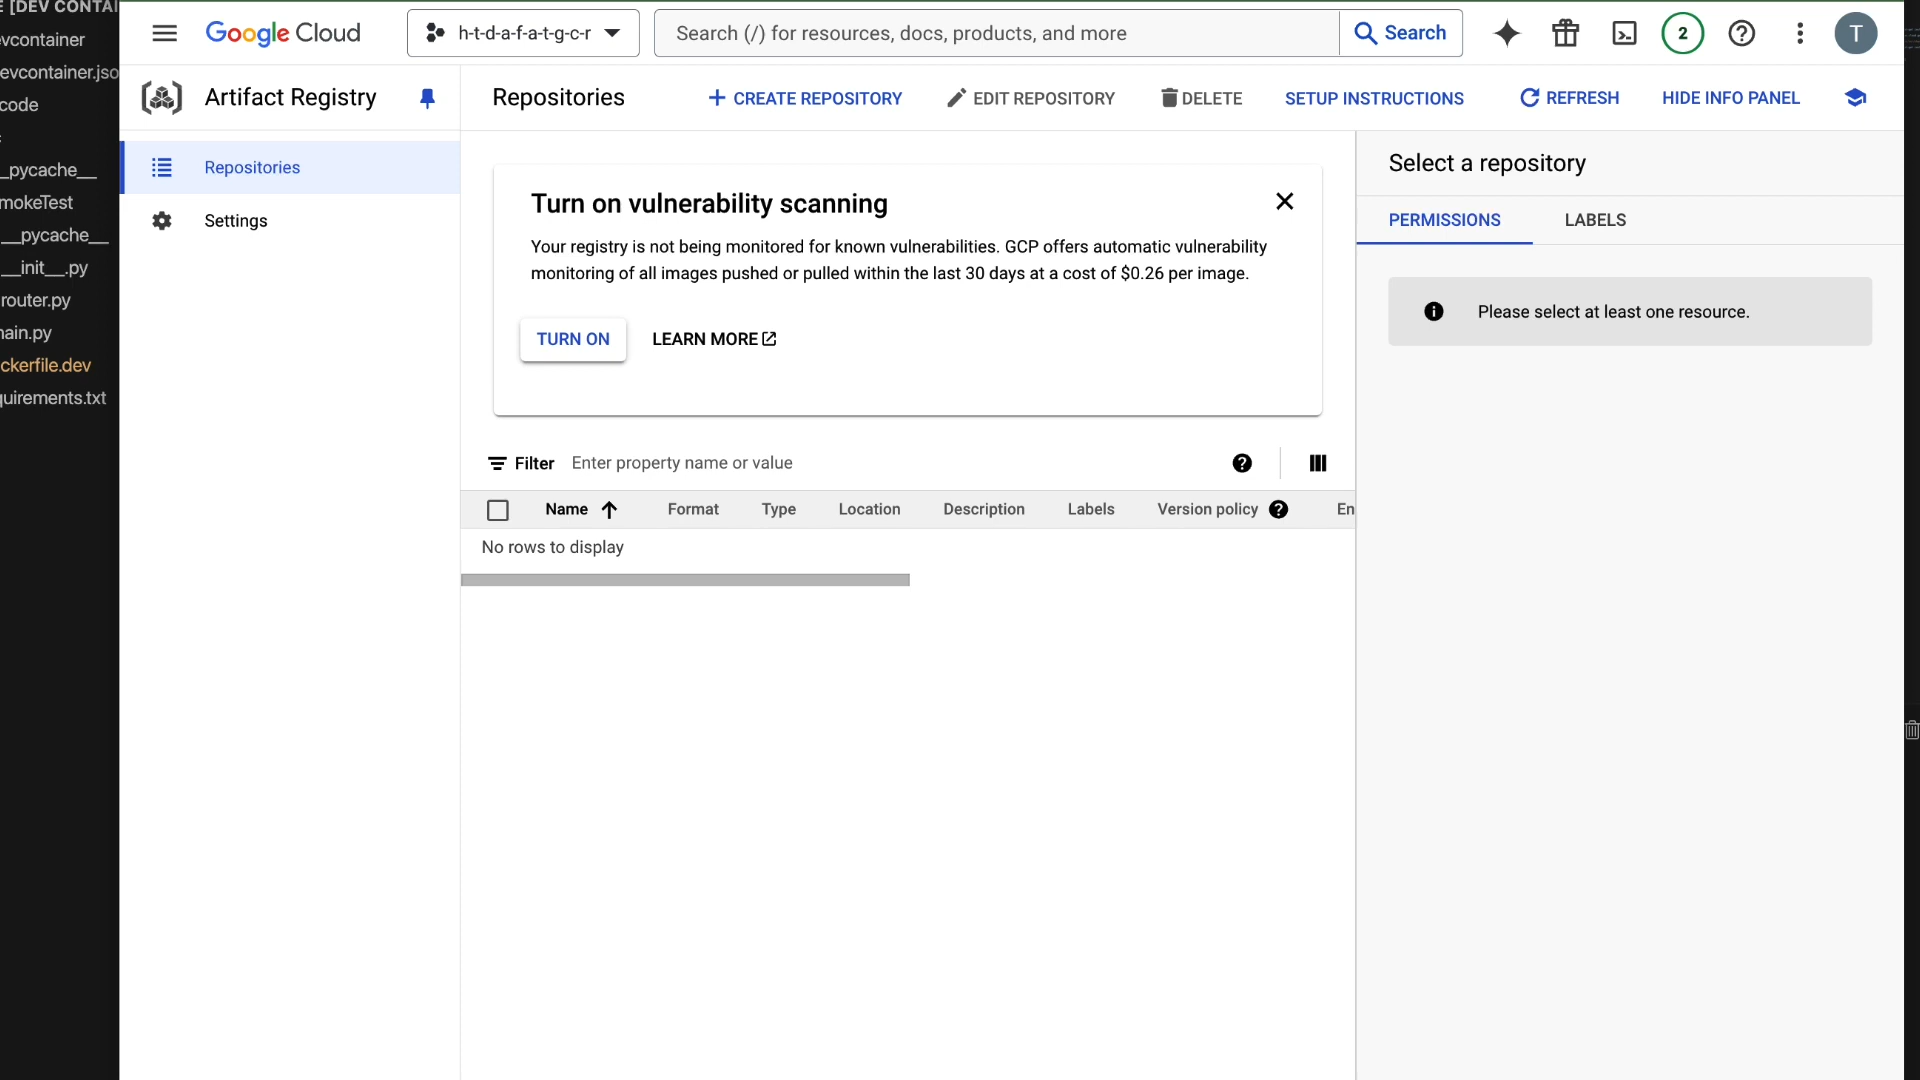 E [DEV CONTAI
evcontainer
evcontainer.jso
code
_pycache__
mokeTest
__pycache__
__init__.py
router.py
nain.py
ckerfile.dev
quirements.txt
Google Cloud
h-t-d-a-f-a-t-g-c-r
Search (/) for resources, docs, products, and more
Search
2
T
Artifact Registry
Repositories
CREATE REPOSITORY
EDIT REPOSITORY
DELETE
SETUP INSTRUCTIONS
REFRESH
HIDE INFO PANEL
Repositories
Settings
Turn on vulnerability scanning
Your registry is not being monitored for known vulnerabilities. GCP offers automatic vulnerability
monitoring of all images pushed or pulled within the last 30 days at a cost of $0.26 per image.
TURN ON
LEARN MORE
Filter
Enter property name or value
Name
Format
Type
Location
Description
Labels
Version policy
En
No rows to display
Select a repository
PERMISSIONS
LABELS
Please select at least one resource.